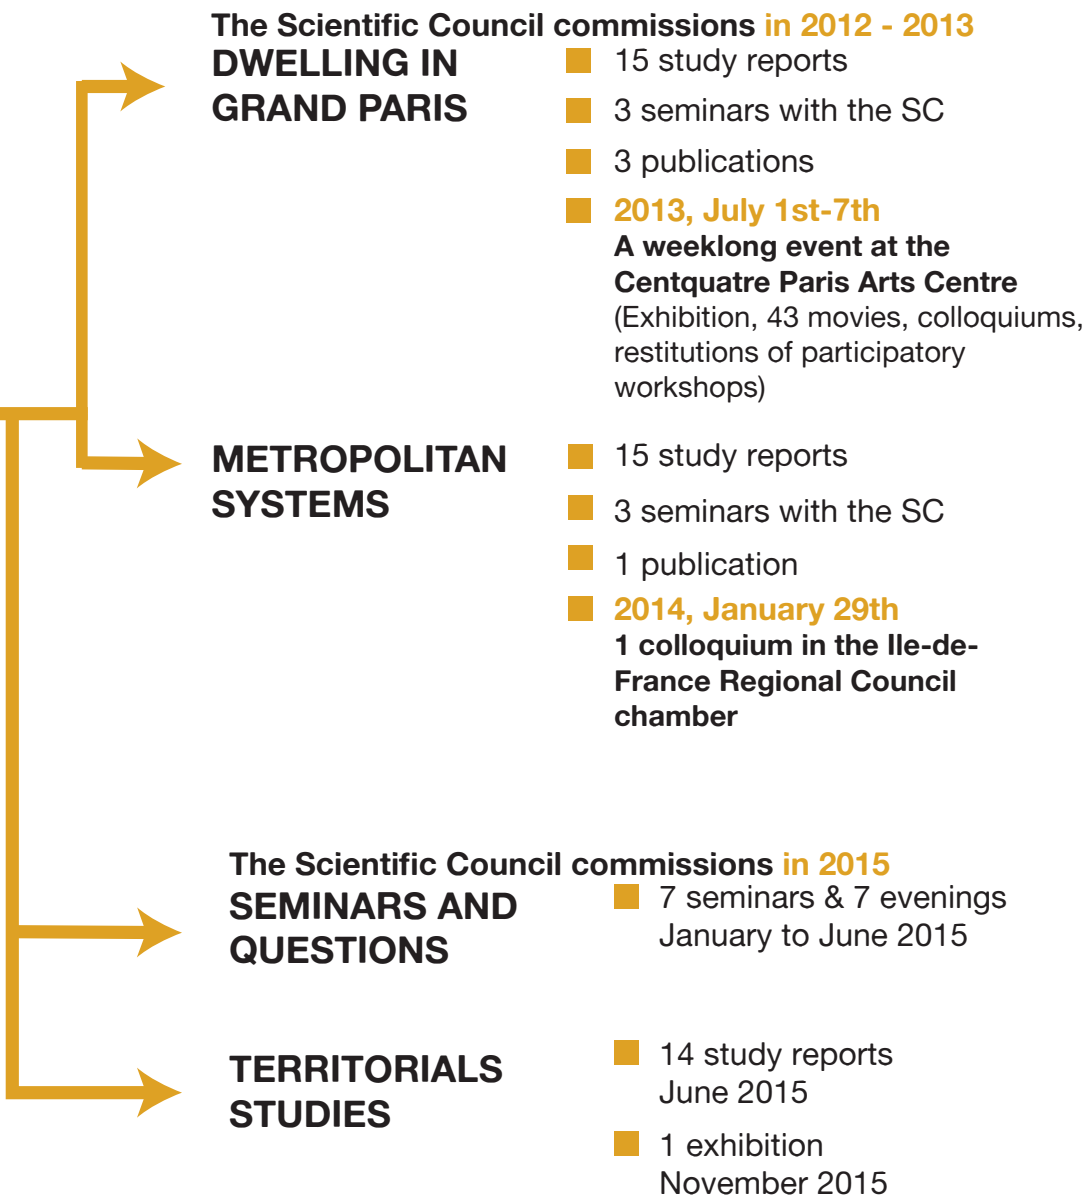 The Scientific Council commissions in 2012 - 2013
DWELLING IN
GRAND PARIS
15 study reports
3 seminars with the SC
3 publications
2013, July 1st-7th
A weeklong event at the
Centquatre Paris Arts Centre
(Exhibition, 43 movies, colloquiums,
restitutions of participatory
workshops)
METROPOLITAN
SYSTEMS
15 study reports
3 seminars with the SC
1 publication
2014, January 29th
1 colloquium in the Ile-de-
France Regional Council
chamber
The Scientific Council commissions in 2015
SEMINARS AND
QUESTIONS
7 seminars & 7 evenings
January to June 2015
TERRITORIALS
STUDIES
14 study reports
June 2015
1 exhibition
November 2015